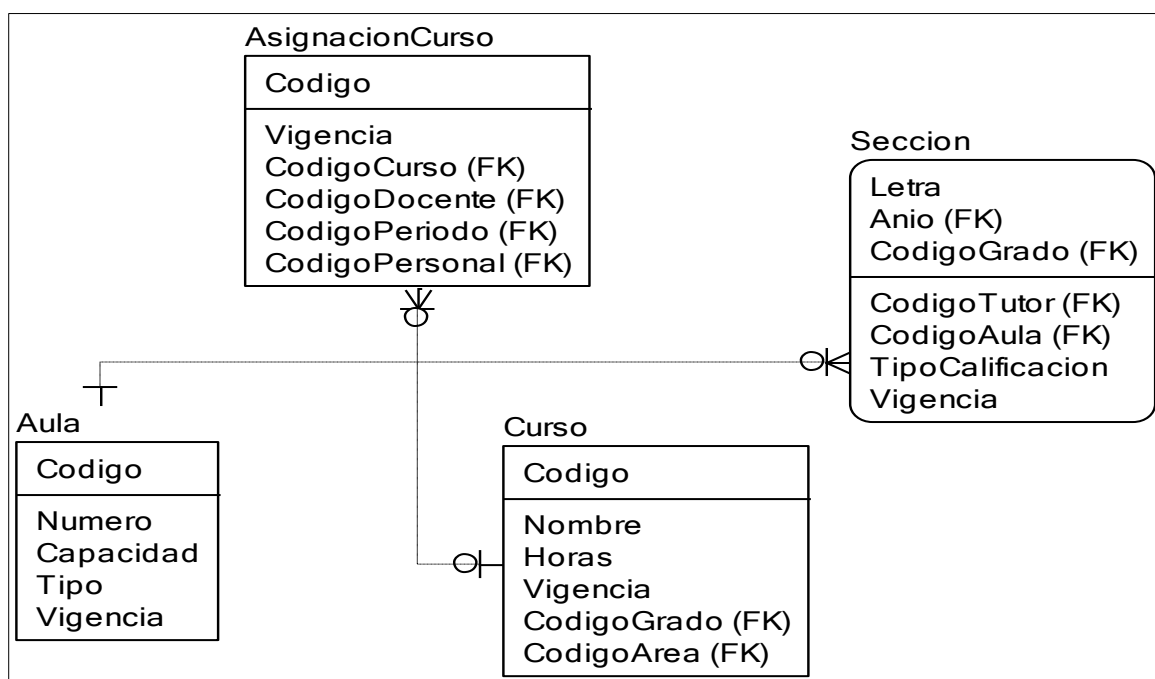 AsignacionCurso
Codigo
Vigencia
CodigoCurso (FK)
CodigoDocente (FK)
CodigoPeriodo (FK)
CodigoPersonal (FK)
Seccion
Letra
Anio (FK)
CodigoGrado (FK)
CodigoTutor (FK)
CodigoAula (FK)
TipoCalificacion
Vigencia
Aula
Codigo
Numero
Capacidad
Tipo
Vigencia
Curso
Codigo
Nombre
Horas
Vigencia
CodigoGrado (FK)
CodigoArea (FK)